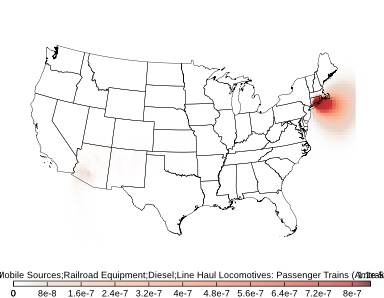 Mobile Sources;Railroad Equipment;Diesel;Line Haul Locomotives: Passenger Trains
0 8e-8 1.6e-7 2.4e-7 3.2e-7 4e-7 4.8e-7 5.6e-7 6.4e-7 7.2e-7 8e-7
0